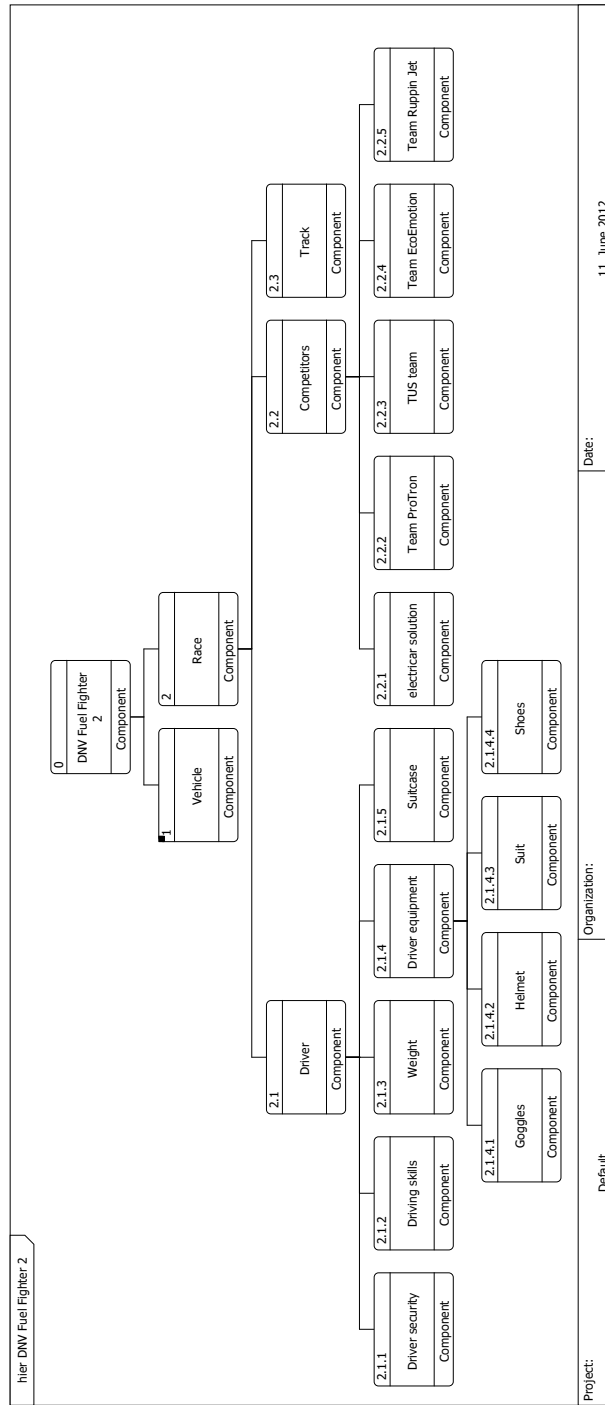 hier DNV Fuel Fighter 2
0
DNV Fuel Fighter
2
Component
1
Vehicle
Component
2
Race
Component
2.1
Driver
Component
2.2
Competitors
Component
2.3
Track
Component
2.1.1
Driver security
Component
2.1.2
Driving skills
Component
2.1.3
Weight
Component
2.1.4
Driver equipment
Component
2.1.5
Suitcase
Component
2.2.1
electricar solution
Component
2.2.2
Team ProTron
Component
2.2.3
TUS team
Component
2.2.4
Team EcoEmotion
Component
2.2.5
Team Ruppin Jet
Component
2.1.4.1
Goggles
Component
2.1.4.2
Helmet
Component
2.1.4.3
Suit
Component
2.1.4.4
Shoes
Component
Project:
Default
Organization:
Date:
11 June 2012